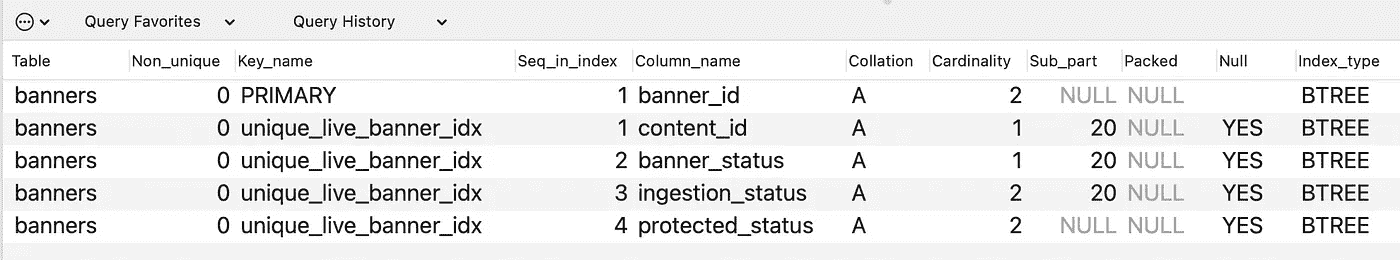 Query Favorites Query History
Table Non_unique Key_name Seq_in_index Column_name Collation Cardinality Sub_part Packed Null Index_type
banners 0 PRIMARY 1 banner_id A 2 NULL NULL BTREE
banners 0 unique_live_banner_idx 1 content_id A 1 20 NULL YES BTREE
banners 0 unique_live_banner_idx 2 banner_status A 1 20 NULL YES BTREE
banners 0 unique_live_banner_idx 3 ingestion_status A 2 20 NULL YES BTREE
banners 0 unique_live_banner_idx 4 protected_status A 2 NULL NULL YES BTREE